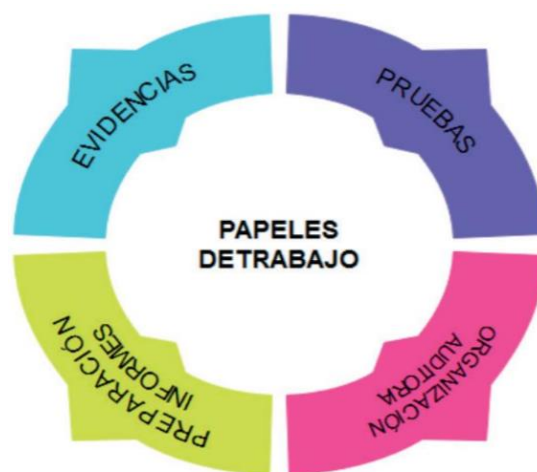 EVIDENCIAS
PRUEBAS
PAPELES
DETRABAJO
PREPARACIÓN
INFORMES
ORGANIZACIÓN
AUDITORIA